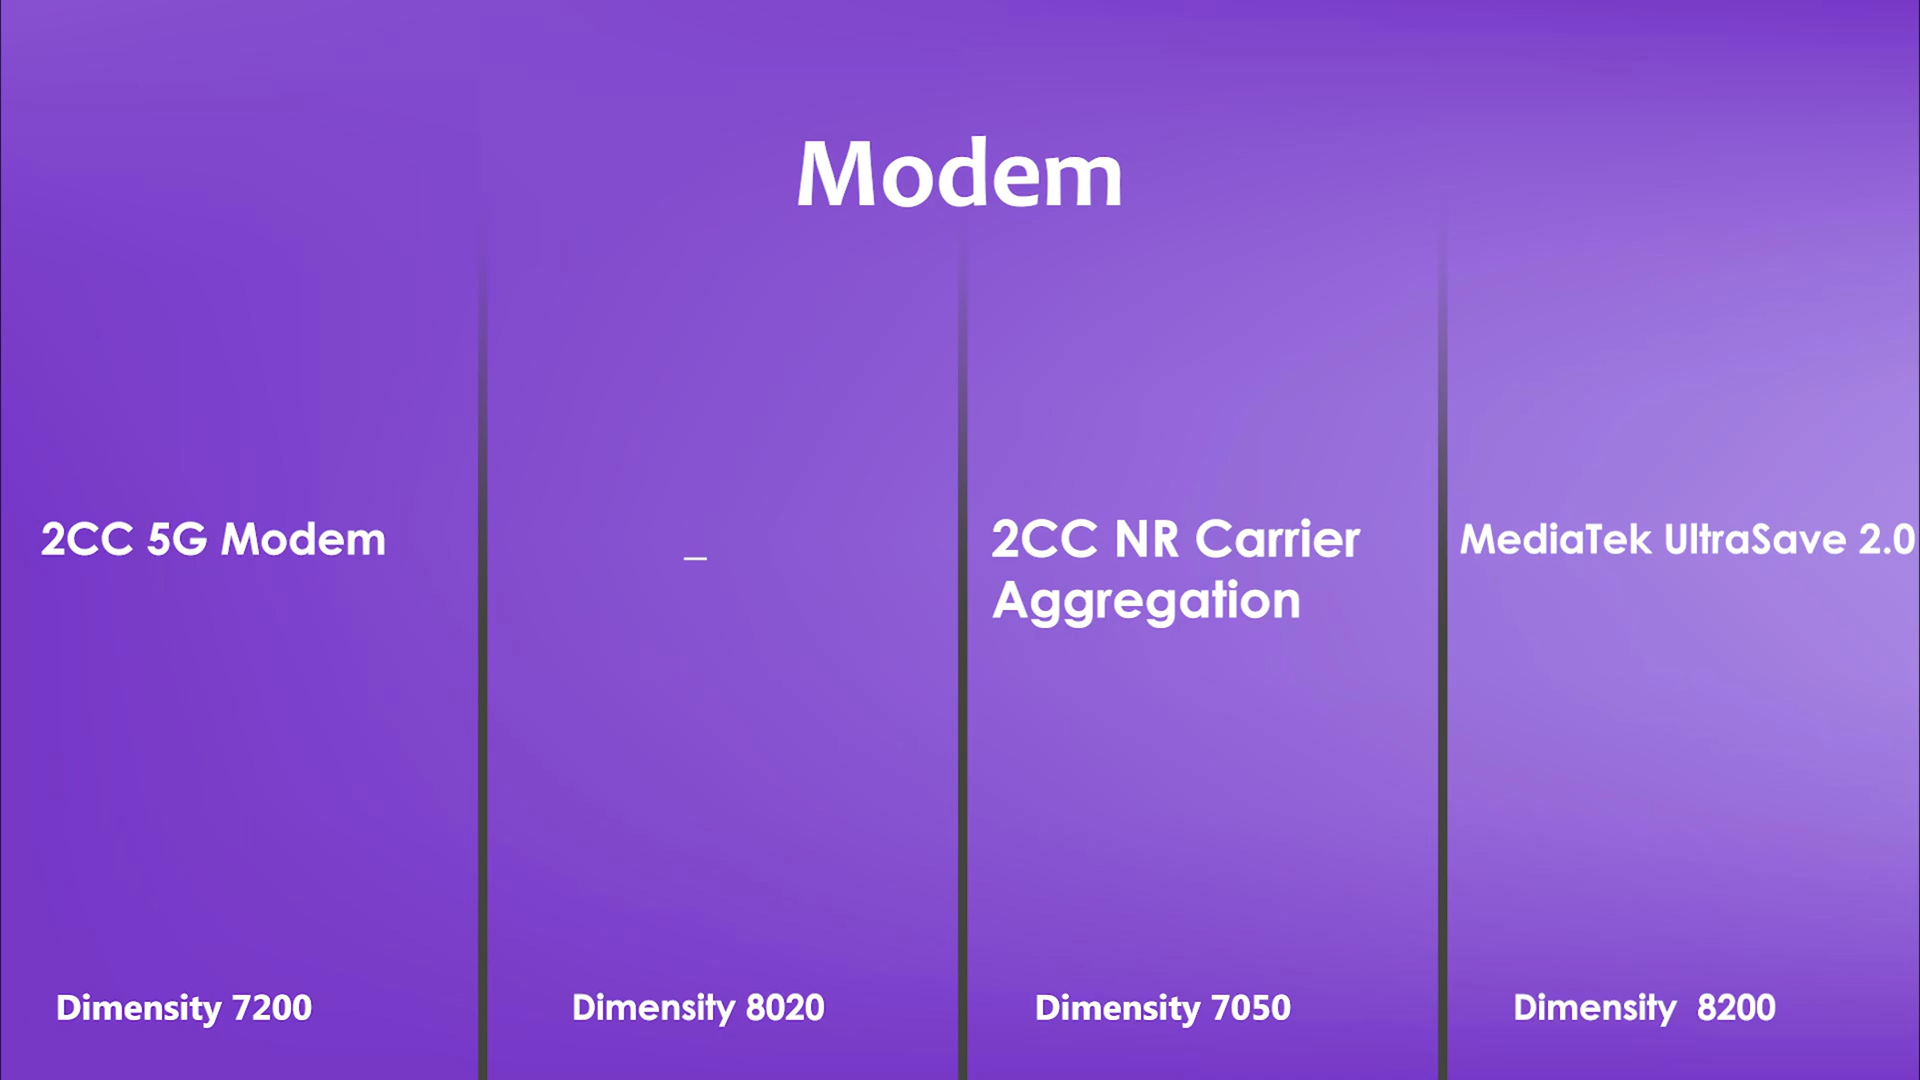 Modem
2CC 5G Modem
_
2CC NR Carrier
Aggregation
MediaTek UltraSave 2.0
Dimensity 7200
Dimensity 8020
Dimensity 7050
Dimensity 8200